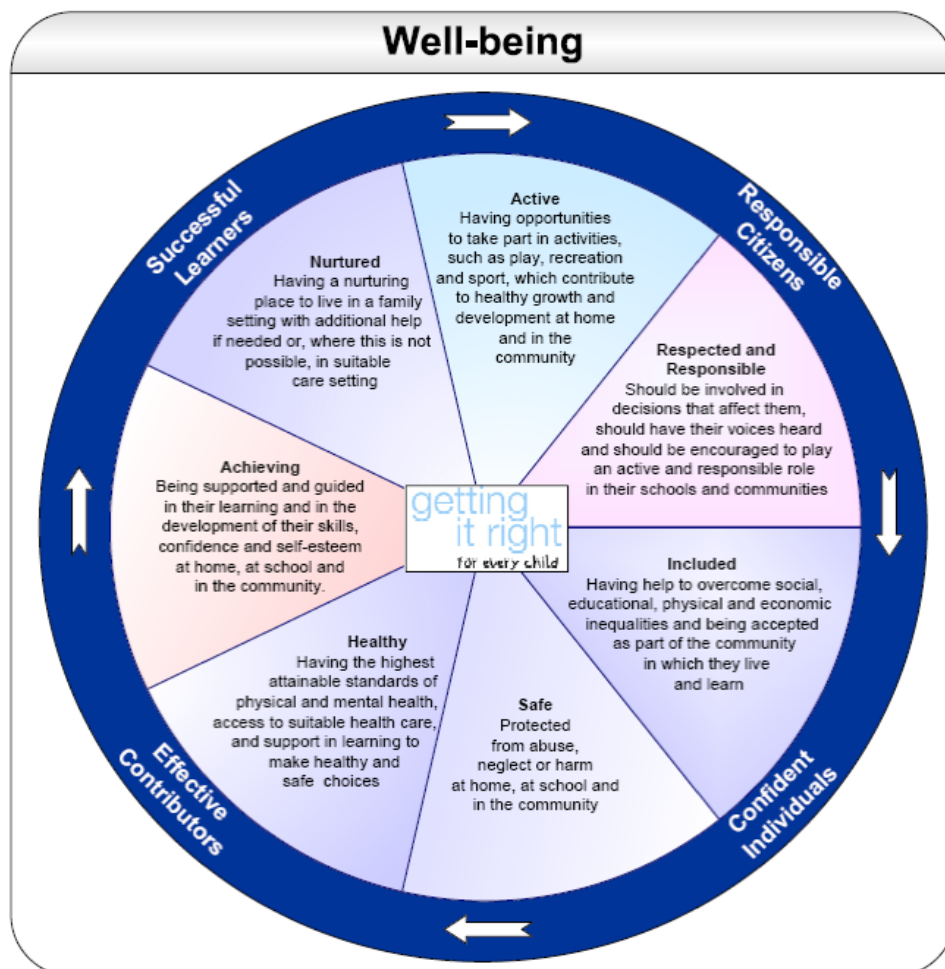 Well-being
Successful
Learners
Responsible
Citizens
Active
Having opportunities
to take part in activities,
such as play, recreation
and sport, which contribute
to healthy growth and
development at home
and in the
community
Nurtured
Having a nurturing
place to live in a family
setting with additional help
if needed or, where this is not
possible, in suitable
care setting
Respected and
Responsible
Should be involved in
decisions that affect them,
should have their voices heard
and should be encouraged to play
an active and responsible role
in their schools and communities
Achieving
Being supported and guided
in their learning and in the
development of their skills,
confidence and self-esteem
at home, at school and
in the community.
getting
it right
for every child
Included
Having help to overcome social,
educational, physical and economic
inequalities and being accepted
as part of the community
in which they live
and learn
Healthy
Having the highest
attainable standards of
physical and mental health,
access to suitable health care,
and support in learning to
make healthy and
safe choices
Safe
Protected
from abuse,
neglect or harm
at home, at school and
in the community
Effective
Contributors
Confident
Individuals